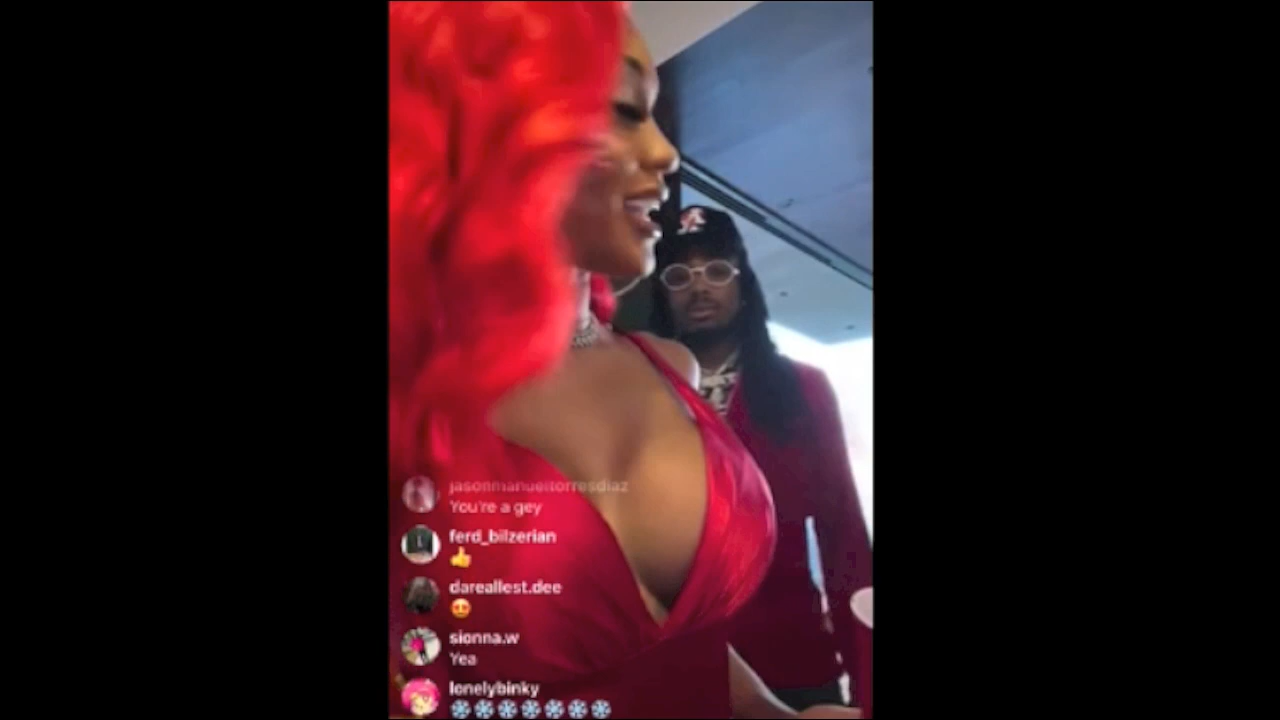 jasonmanueltorresdiaz
You're a gey
ferd_bilzerian
👍
dareallest.dee
😍
sionna.w
Yea
lonelybinky
❄❄❄❄❄❄❄